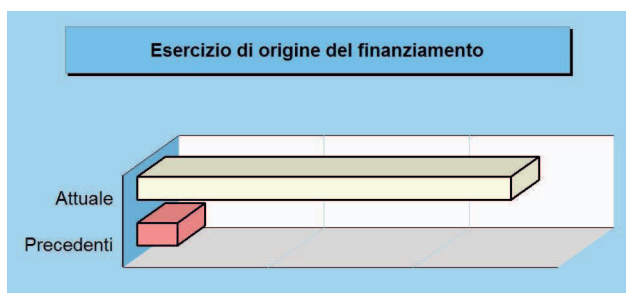 Esercizio di origine del finanziamento
Attuale
Precedenti